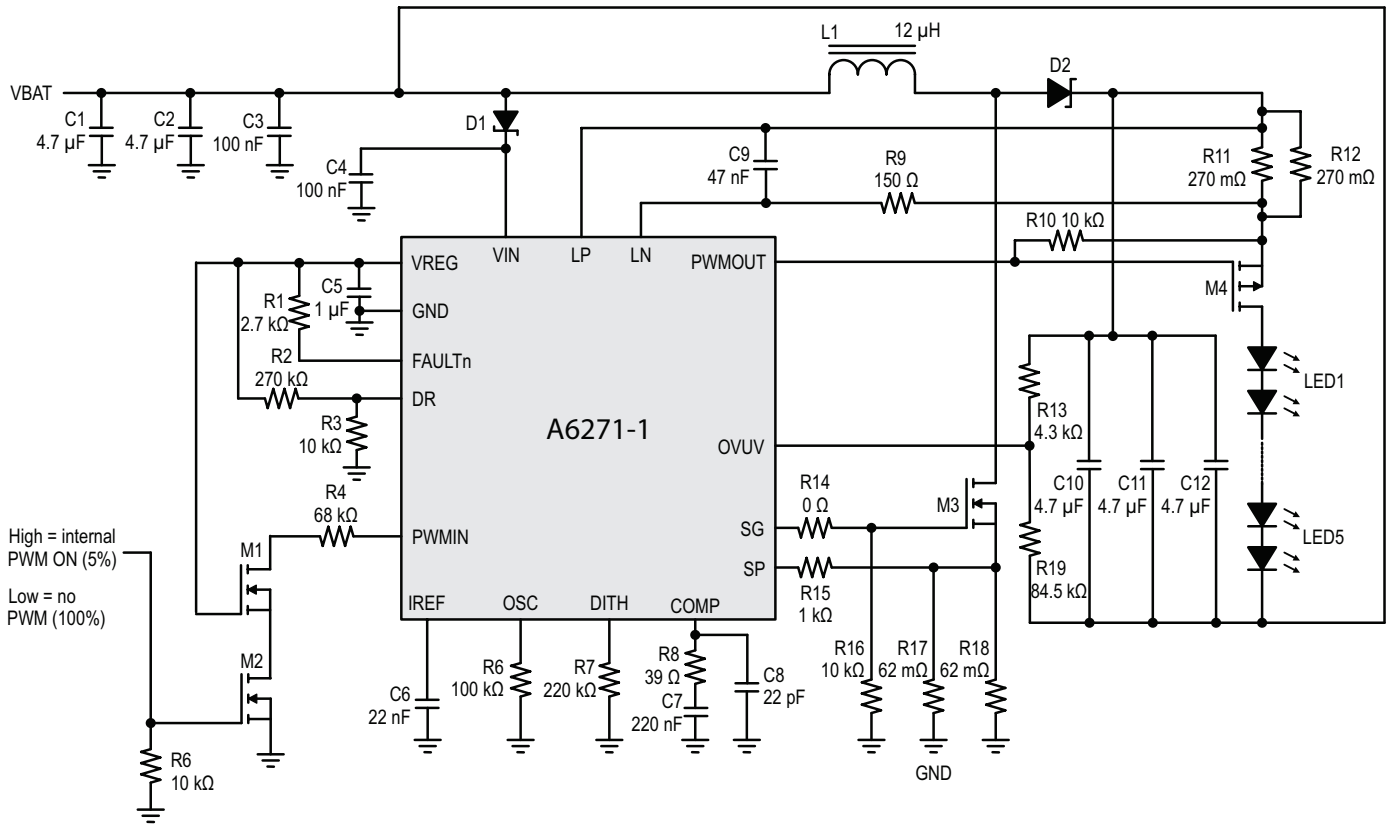 L1
12 µH
D2
VBAT
C1
4.7 µF
C2
4.7 µF
C3
100 nF
D1
C4
100 nF
C9
47 nF
R9
150 Ω
R11
270 mΩ
R12
270 mΩ
R10 10 kΩ
VREG
VIN
LP
LN
PWMOUT
M4
C5
1 µF
GND
R1
2.7 kΩ
FAULTn
R2
270 kΩ
DR
R3
10 kΩ
A6271-1
LED1
R13
4.3 kΩ
OVUV
C10
4.7 µF
C11
4.7 µF
C12
4.7 µF
LED5
R4
68 kΩ
PWMIN
R14
0 Ω
SG
M3
SP
R15
1 kΩ
R19
84.5 kΩ
High = internal
PWM ON (5%)
Low = no
PWM (100%)
M1
M2
IREF
OSC
DITH
COMP
C6
22 nF
R6
100 kΩ
R7
220 kΩ
R8
39 Ω
C7
220 nF
C8
22 pF
R16
10 kΩ
R17
62 mΩ
R18
62 mΩ
R6
10 kΩ
GND